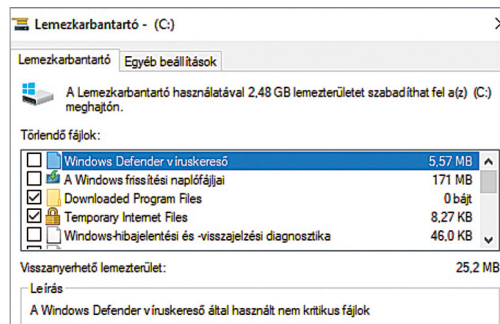 Lemezkarbantartó - (C:)
Lemezkarbantartó Egyéb beállítások
A Lemezkarbantartó használatával 2,48 GB lemezterületet szabadíthat fel a(z) (C:)
meghajtón.
Törlendő fájlok:
Windows Defender víruskereső 5,57 MB
A Windows frissítési naplófájljai 171 MB
Downloaded Program Files 0 bájt
Temporary Internet Files 8,27 KB
Windows-hibajelentési és -visszajelzési diagnosztika 46,0 KB
Visszanyerhető lemezterület: 25,2 MB
Leírás
A Windows Defender víruskereső által használt nem kritikus fájlok